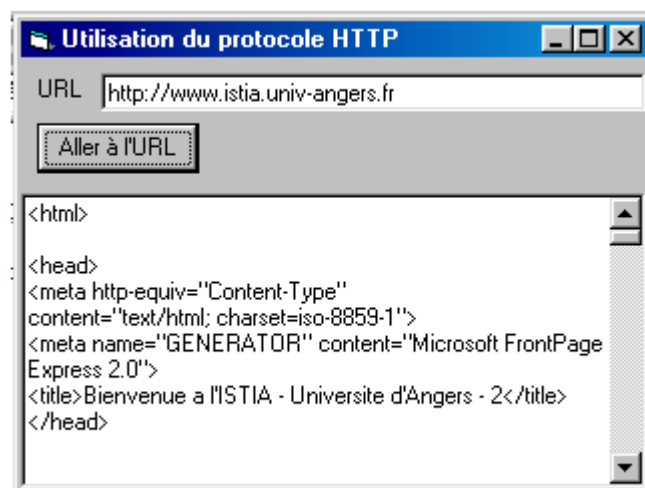 Utilisation du protocole HTTP
URL http://www.istia.univ-angers.fr
Aller à l'URL
<html>
<head>
<meta http-equiv="Content-Type"
content="text/html; charset=iso-8859-1">
<meta name="GENERATOR" content="Microsoft FrontPage
Express 2.0">
<title>Bienvenue a l'ISTIA - Universite d'Angers - 2</title>
</head>